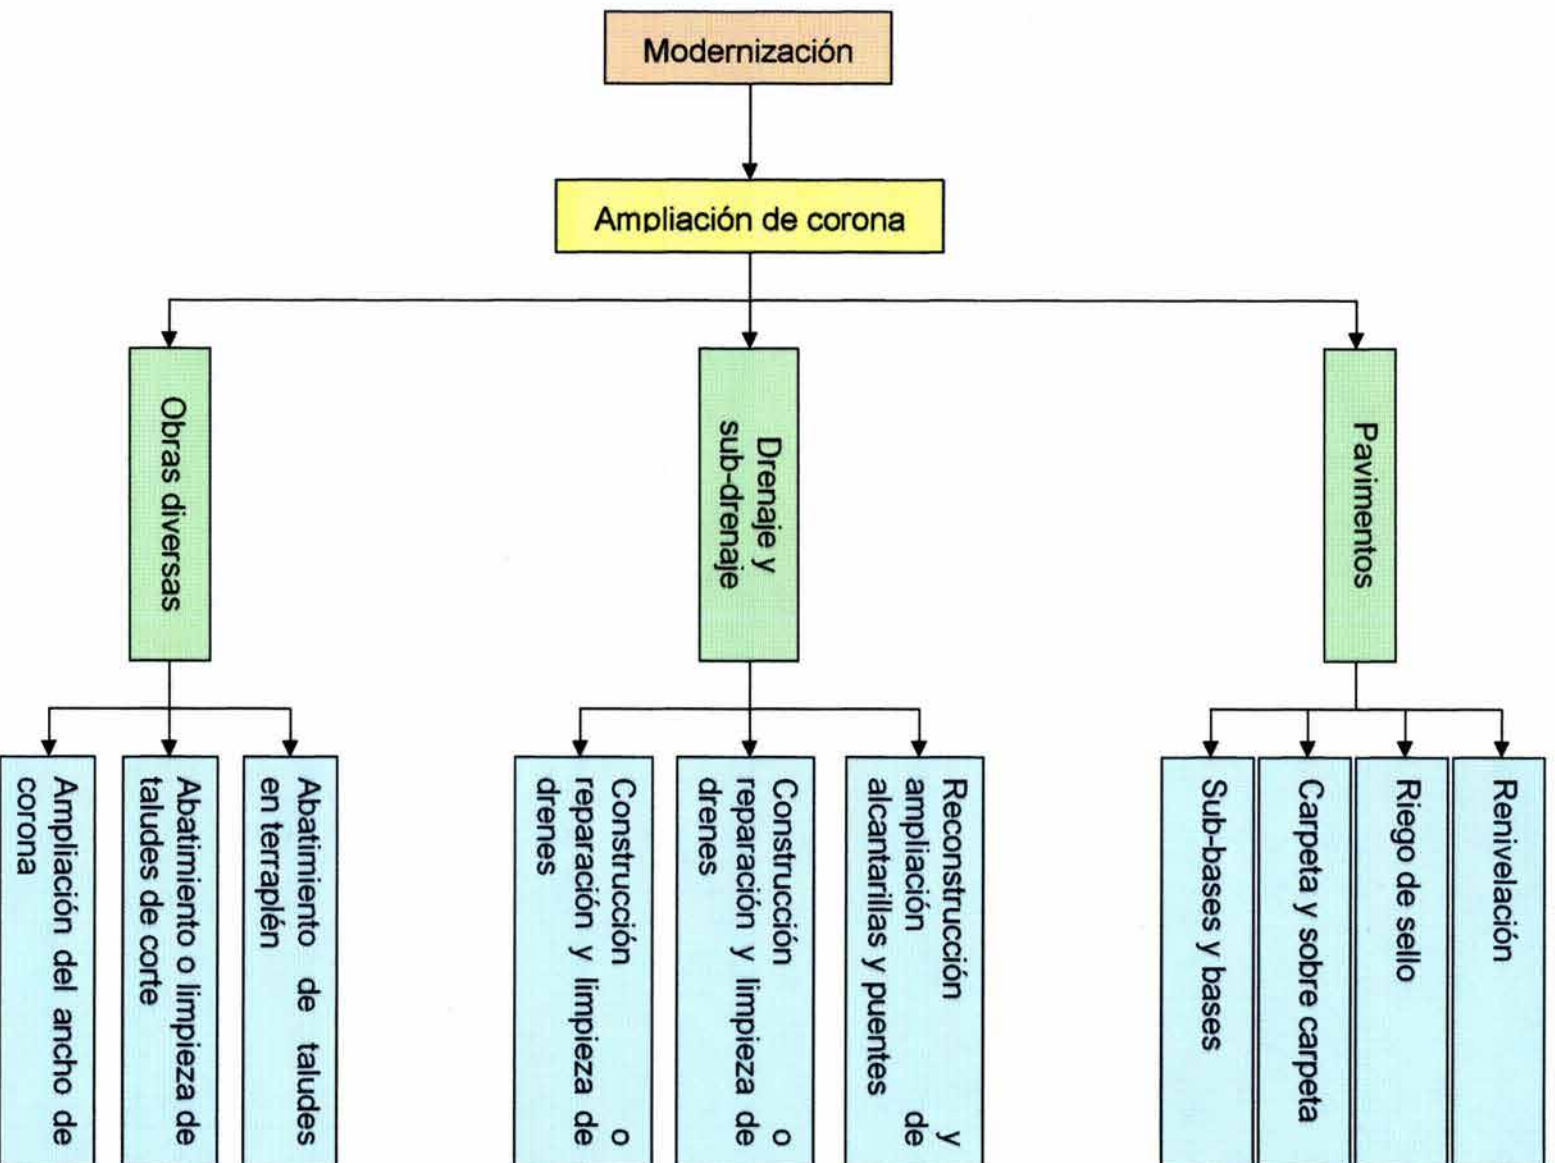 Modernización
Ampliación de corona
Obras diversas
Drenaje y
sub-drenaje
Pavimentos
Ampliación del ancho de
corona
Abatimiento o limpieza de
taludes de corte
Abatimiento de taludes
en terraplén
Construcción o
reparación y limpieza de
drenes
Construcción o
reparación y limpieza de
drenes
Reconstrucción y
ampliación de
alcantarillas y puentes
Sub-bases y bases
Carpeta y sobre carpeta
Riego de sello
Renivelación